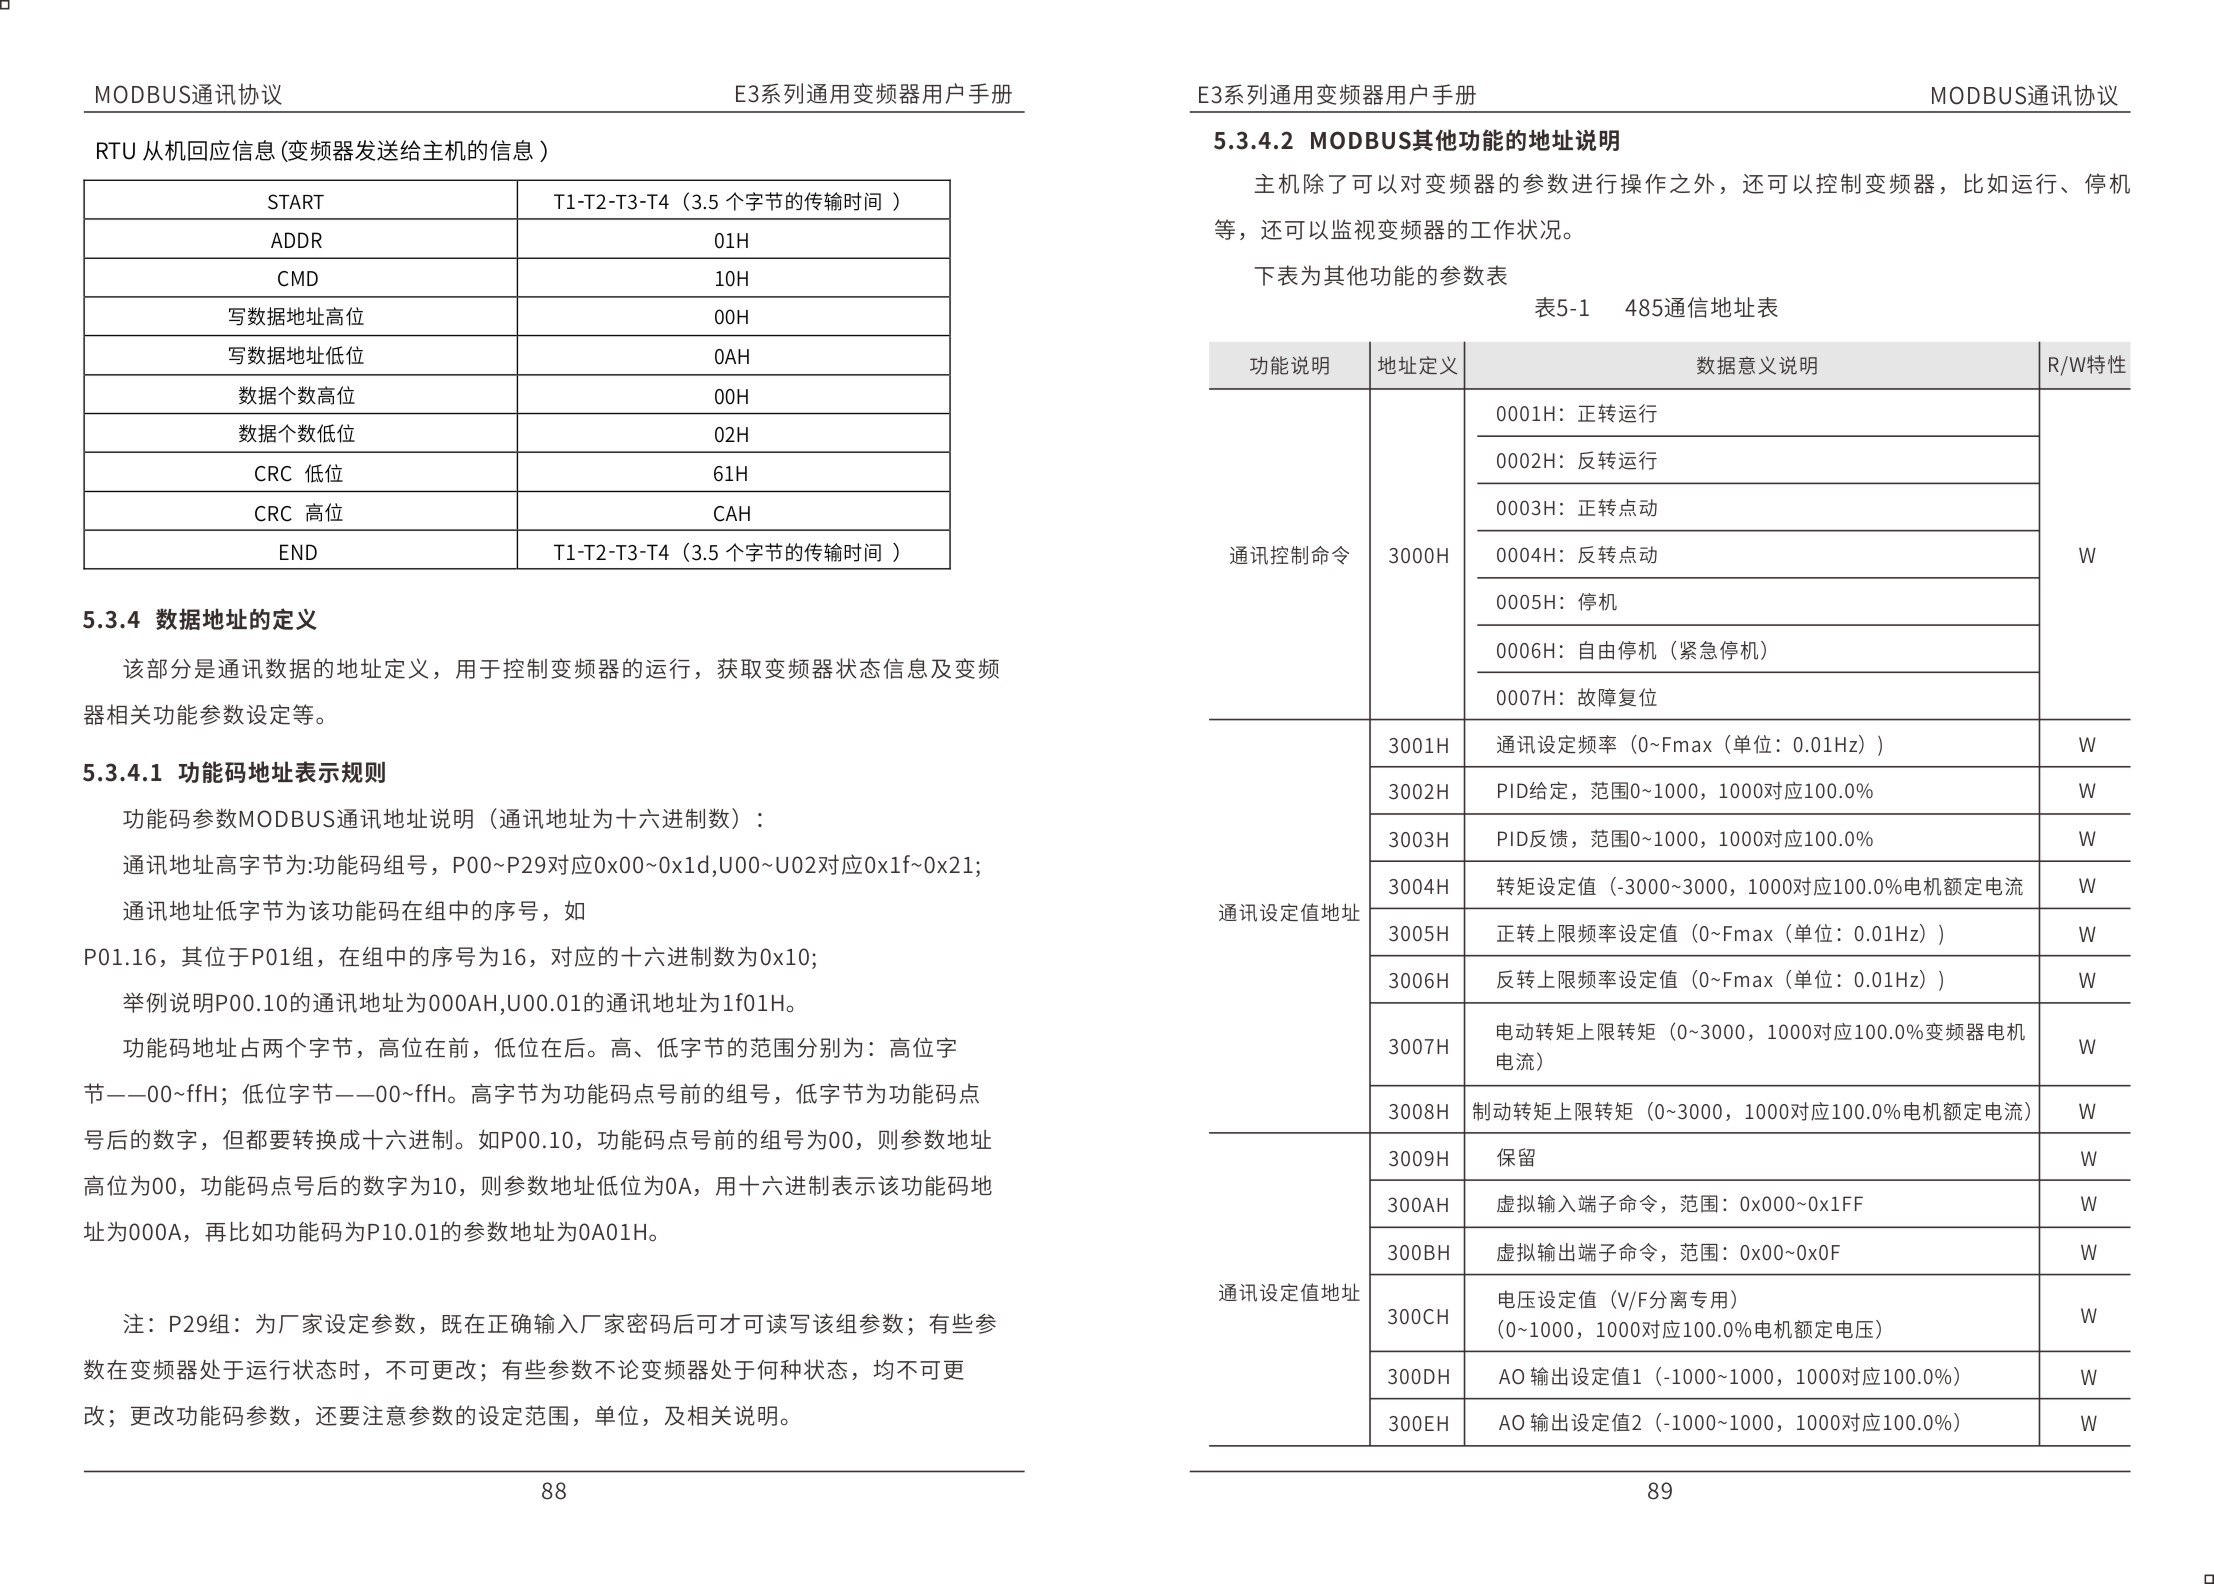 MODBUS通讯协议 E3系列通用变频器用户手册
RTU 从机回应信息 (变频器发送给主机的信息 )
START T1-T2-T3-T4（3.5 个字节的传输时间 ）
ADDR 01H
CMD 10H
写数据地址高位 00H
写数据地址低位 0AH
数据个数高位 00H
数据个数低位 02H
CRC 低位 61H
CRC 高位 CAH
END T1-T2-T3-T4（3.5 个字节的传输时间 ）
5.3.4 数据地址的定义
该部分是通讯数据的地址定义，用于控制变频器的运行，获取变频器状态信息及变频
器相关功能参数设定等。
5.3.4.1 功能码地址表示规则
功能码参数MODBUS通讯地址说明（通讯地址为十六进制数）：
通讯地址高字节为:功能码组号，P00~P29对应0x00~0x1d,U00~U02对应0x1f~0x21;
通讯地址低字节为该功能码在组中的序号，如
P01.16，其位于P01组，在组中的序号为16，对应的十六进制数为0x10;
举例说明P00.10的通讯地址为000AH,U00.01的通讯地址为1f01H。
功能码地址占两个字节，高位在前，低位在后。高、低字节的范围分别为：高位字
节——00~ffH；低位字节——00~ffH。高字节为功能码点号前的组号，低字节为功能码点
号后的数字，但都要转换成十六进制。如P00.10，功能码点号前的组号为00，则参数地址
高位为00，功能码点号后的数字为10，则参数地址低位为0A，用十六进制表示该功能码地
址为000A，再比如功能码为P10.01的参数地址为0A01H。
注：P29组：为厂家设定参数，既在正确输入厂家密码后可才可读写该组参数；有些参
数在变频器处于运行状态时，不可更改；有些参数不论变频器处于何种状态，均不可更
改；更改功能码参数，还要注意参数的设定范围，单位，及相关说明。
88
E3系列通用变频器用户手册 MODBUS通讯协议
5.3.4.2 MODBUS其他功能的地址说明
主机除了可以对变频器的参数进行操作之外，还可以控制变频器，比如运行、停机
等，还可以监视变频器的工作状况。
下表为其他功能的参数表
表5-1 485通信地址表
功能说明 地址定义 数据意义说明 R/W特性
0001H：正转运行
0002H：反转运行
0003H：正转点动
通讯控制命令 3000H 0004H：反转点动 W
0005H：停机
0006H：自由停机（紧急停机）
0007H：故障复位
3001H 通讯设定频率（0~Fmax（单位：0.01Hz）) W
3002H PID给定，范围0~1000，1000对应100.0% W
3003H PID反馈，范围0~1000，1000对应100.0% W
3004H 转矩设定值（-3000~3000，1000对应100.0%电机额定电流 W
通讯设定值地址
3005H 正转上限频率设定值（0~Fmax（单位：0.01Hz）) W
3006H 反转上限频率设定值（0~Fmax（单位：0.01Hz）) W
3007H 电动转矩上限转矩（0~3000，1000对应100.0%变频器电机 W
电流）
3008H 制动转矩上限转矩（0~3000，1000对应100.0%电机额定电流） W
3009H 保留 W
300AH 虚拟输入端子命令，范围：0x000~0x1FF W
300BH 虚拟输出端子命令，范围：0x00~0x0F W
通讯设定值地址
300CH 电压设定值（V/F分离专用） W
（0~1000，1000对应100.0%电机额定电压）
300DH AO 输出设定值1（-1000~1000，1000对应100.0%） W
300EH AO 输出设定值2（-1000~1000，1000对应100.0%） W
89